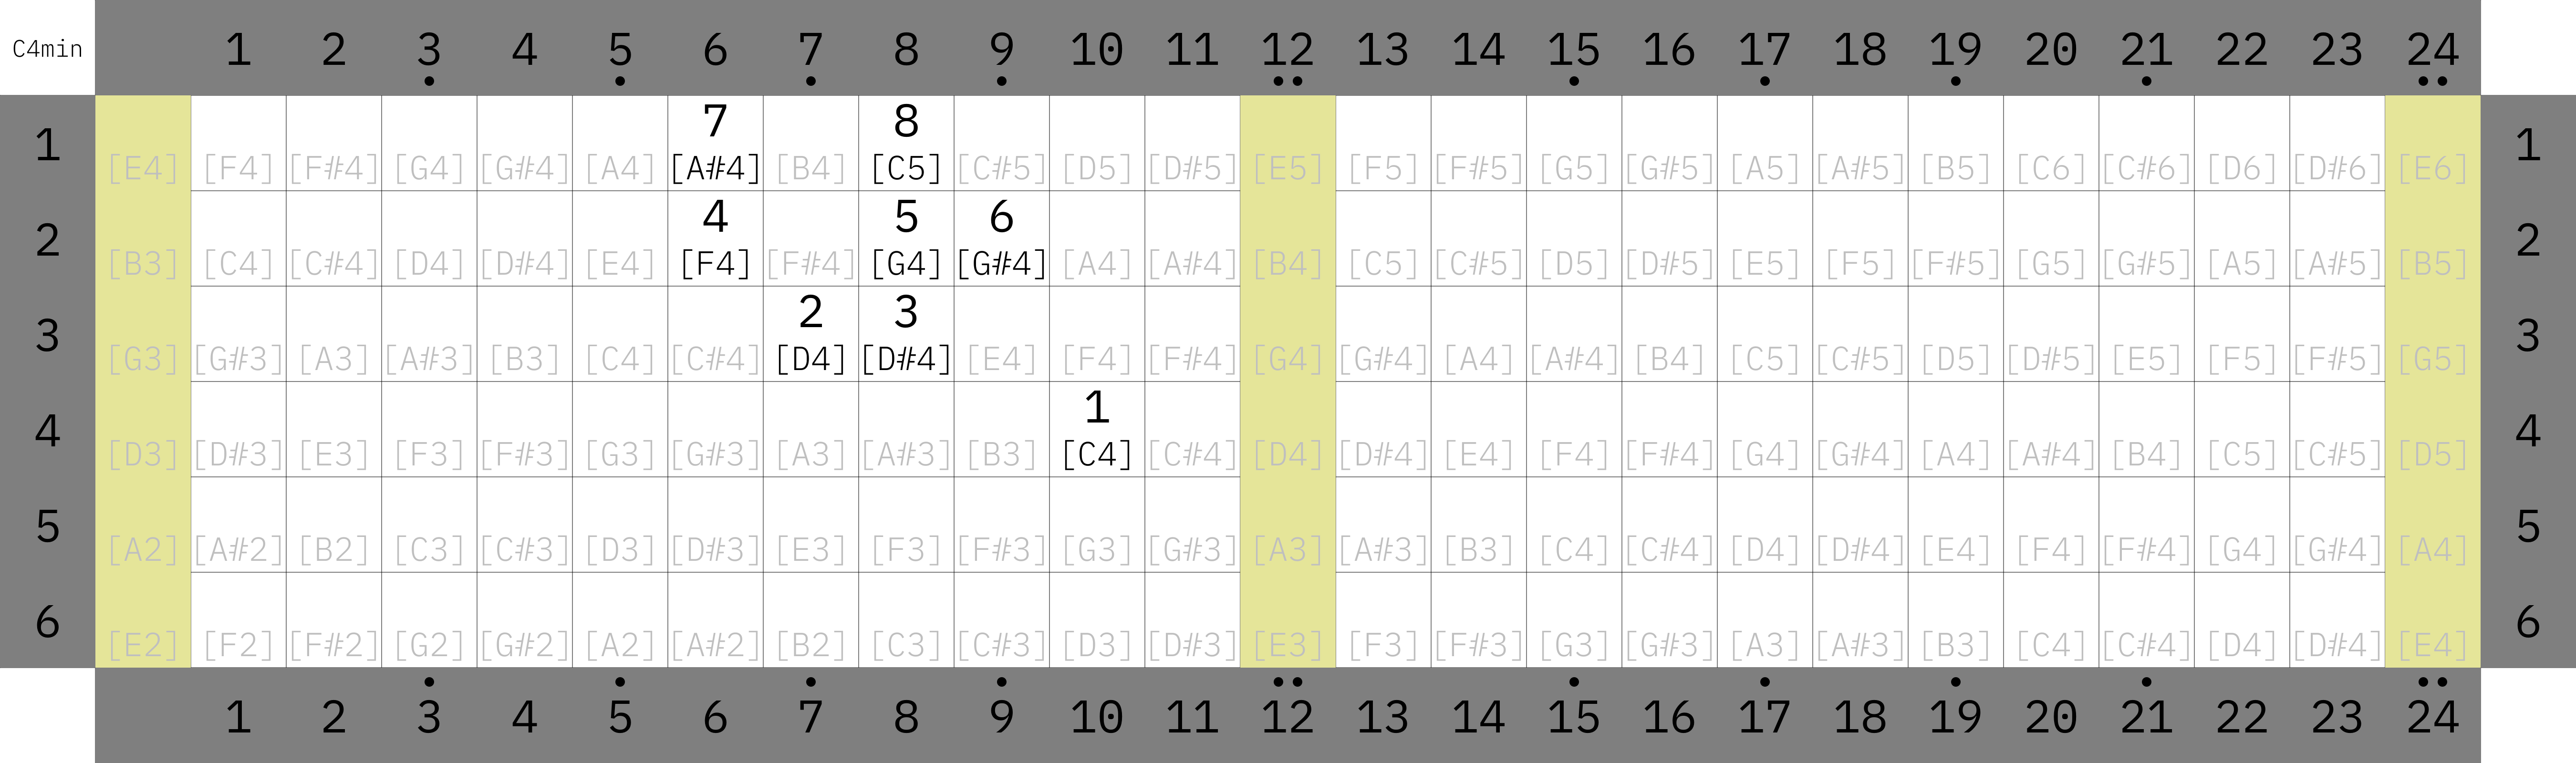 C4min 1 2 3 4 5 6 7 8 9 10 11 12 13 14 15 16 17 18 19 20 21 22 23 24
7 8
1 [E4] [F4] [F#4] [G4] [G#4] [A4] [A#4] [B4] [C5] [C#5] [D5] [D#5] [E5] [F5] [F#5] [G5] [G#5] [A5] [A#5] [B5] [C6] [C#6] [D6] [D#6] [E6] 1
4 5 6
2 [B3] [C4] [C#4] [D4] [D#4] [E4] [F4] [F#4] [G4] [G#4] [A4] [A#4] [B4] [C5] [C#5] [D5] [D#5] [E5] [F5] [F#5] [G5] [G#5] [A5] [A#5] [B5] 2
2 3
3 [G3] [G#3] [A3] [A#3] [B3] [C4] [C#4] [D4] [D#4] [E4] [F4] [F#4] [G4] [G#4] [A4] [A#4] [B4] [C5] [C#5] [D5] [D#5] [E5] [F5] [F#5] [G5] 3
1
4 [D3] [D#3] [E3] [F3] [F#3] [G3] [G#3] [A3] [A#3] [B3] [C4] [C#4] [D4] [D#4] [E4] [F4] [F#4] [G4] [G#4] [A4] [A#4] [B4] [C5] [C#5] [D5] 4
5 [A2] [A#2] [B2] [C3] [C#3] [D3] [D#3] [E3] [F3] [F#3] [G3] [G#3] [A3] [A#3] [B3] [C4] [C#4] [D4] [D#4] [E4] [F4] [F#4] [G4] [G#4] [A4] 5
6 [E2] [F2] [F#2] [G2] [G#2] [A2] [A#2] [B2] [C3] [C#3] [D3] [D#3] [E3] [F3] [F#3] [G3] [G#3] [A3] [A#3] [B3] [C4] [C#4] [D4] [D#4] [E4] 6
1 2 3 4 5 6 7 8 9 10 11 12 13 14 15 16 17 18 19 20 21 22 23 24